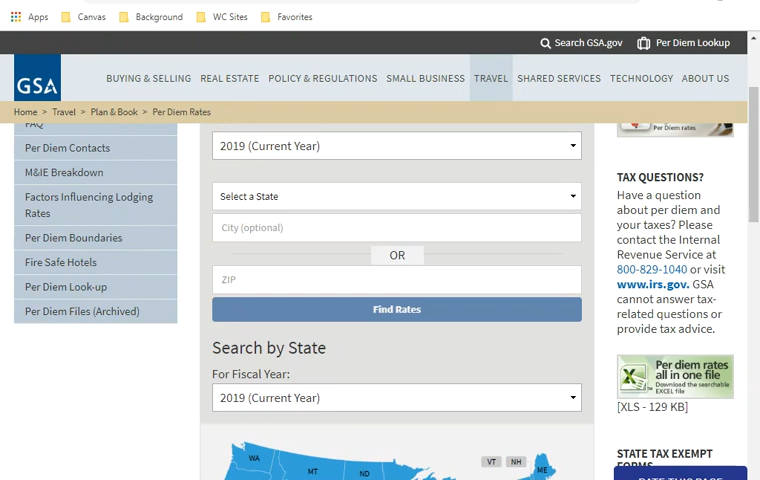 Apps
Canvas
Background
WC Sites
Favorites
Search GSA.gov
Per Diem Lookup
GSA
BUYING & SELLING
REAL ESTATE
POLICY & REGULATIONS
SMALL BUSINESS
TRAVEL
SHARED SERVICES
TECHNOLOGY
ABOUT US
Home > Travel > Plan & Book > Per Diem Rates
FAQ
Per Diem Contacts
M&IE Breakdown
Factors Influencing Lodging
Rates
Per Diem Boundaries
Fire Safe Hotels
Per Diem Look-up
Per Diem Files (Archived)
2019 (Current Year)
Select a State
City (optional)
OR
ZIP
Find Rates
Search by State
For Fiscal Year:
2019 (Current Year)
WA
MT
ND
VT
NH
ME
Per Diem rates
TAX QUESTIONS?
Have a question
about per diem and
your taxes? Please
contact the Internal
Revenue Service at
800-829-1040 or visit
www.irs.gov. GSA
cannot answer tax-
related questions or
provide tax advice.
Per diem rates
all in one file
Download the searchable
EXCEL file
[XLS - 129 KB]
STATE TAX EXEMPT
FORMS
RATE THIS PAGE